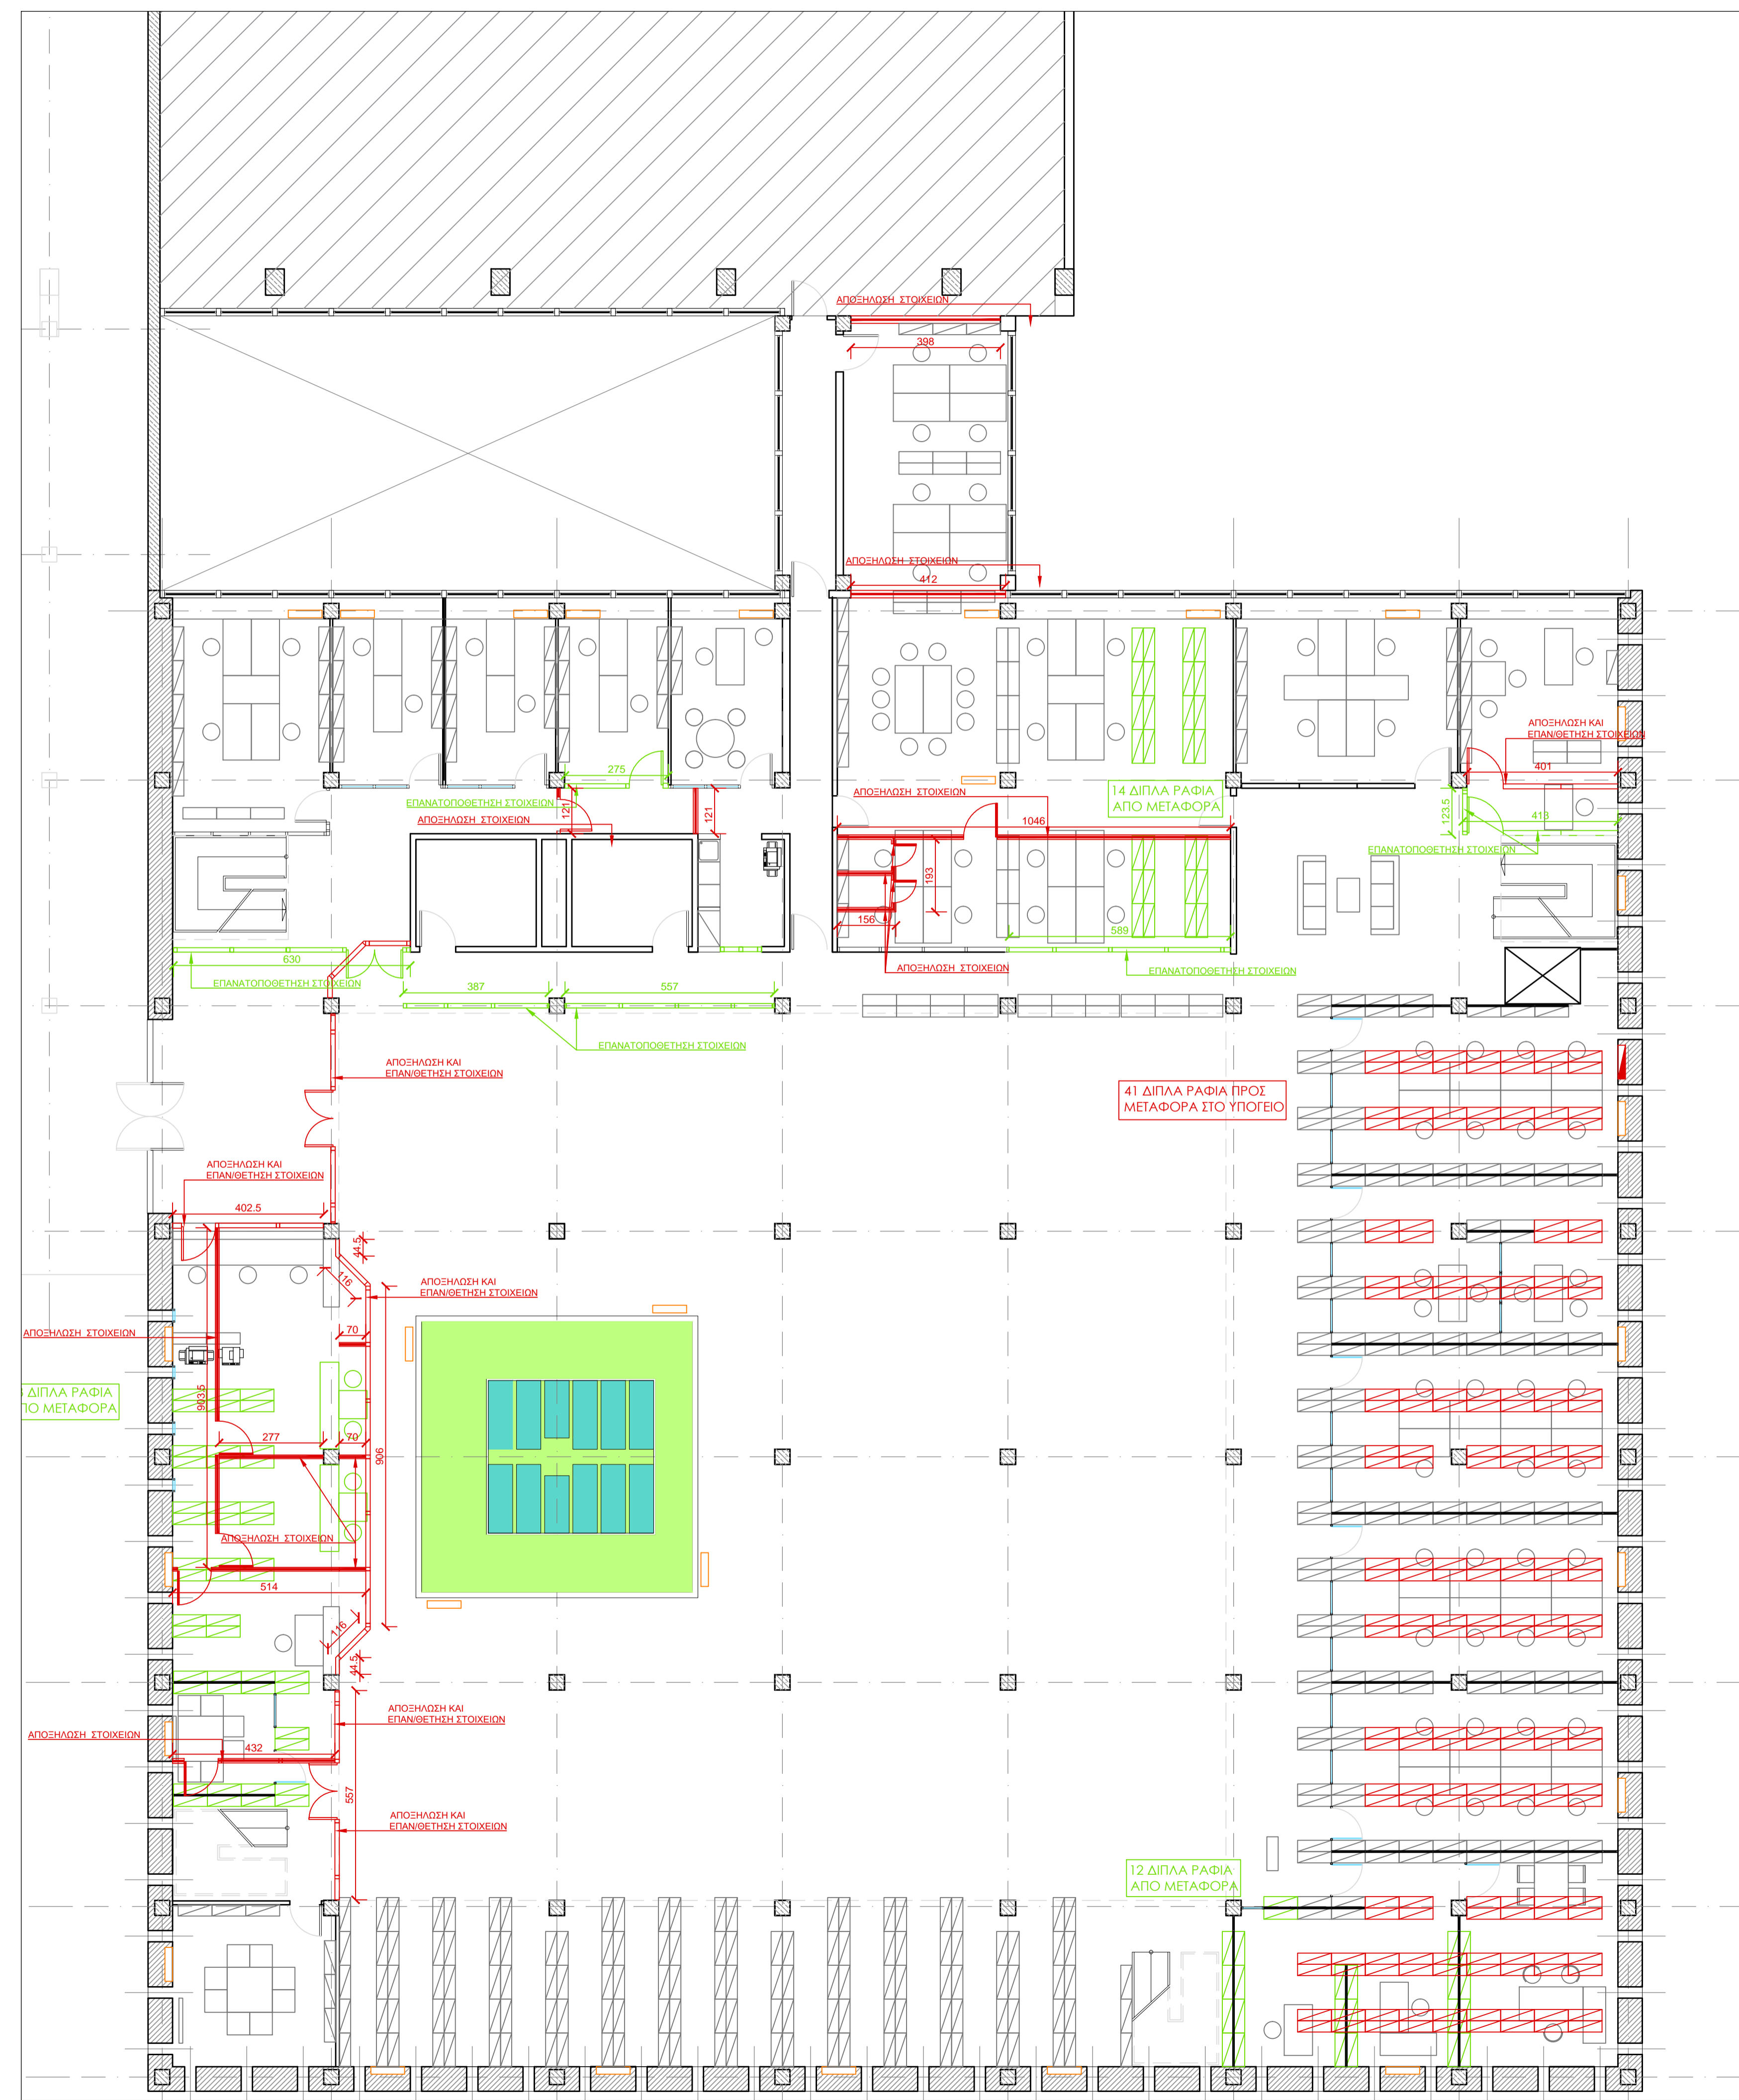 ΑΠΟΞΗΛΩΣΗ ΣΤΟΙΧΕΙΩΝ
398
ΑΠΟΞΗΛΩΣΗ ΣΤΟΙΧΕΙΩΝ
412
ΑΠΟΞΗΛΩΣΗ ΚΑΙ
ΕΠΑΝ/ΘΕΤΗΣΗ ΣΤΟΙΧΕΙΩΝ
401
275
ΕΠΑΝΑΤΟΠΟΘΕΤΗΣΗ ΣΤΟΙΧΕΙΩΝ
121
121
ΑΠΟΞΗΛΩΣΗ ΣΤΟΙΧΕΙΩΝ
ΑΠΟΞΗΛΩΣΗ ΣΤΟΙΧΕΙΩΝ
14 ΔΙΠΛΑ ΡΑΦΙΑ
ΑΠΟ ΜΕΤΑΦΟΡΑ
1046
123.5
413
ΕΠΑΝΑΤΟΠΟΘΕΤΗΣΗ ΣΤΟΙΧΕΙΩΝ
193
156
589
ΑΠΟΞΗΛΩΣΗ ΣΤΟΙΧΕΙΩΝ
ΕΠΑΝΑΤΟΠΟΘΕΤΗΣΗ ΣΤΟΙΧΕΙΩΝ
630
ΕΠΑΝΑΤΟΠΟΘΕΤΗΣΗ ΣΤΟΙΧΕΙΩΝ
387
557
ΕΠΑΝΑΤΟΠΟΘΕΤΗΣΗ ΣΤΟΙΧΕΙΩΝ
ΑΠΟΞΗΛΩΣΗ ΚΑΙ
ΕΠΑΝ/ΘΕΤΗΣΗ ΣΤΟΙΧΕΙΩΝ
41 ΔΙΠΛΑ ΡΑΦΙΑ ΠΡΟΣ
ΜΕΤΑΦΟΡΑ ΣΤΟ ΥΠΟΓΕΙΟ
ΑΠΟΞΗΛΩΣΗ ΚΑΙ
ΕΠΑΝ/ΘΕΤΗΣΗ ΣΤΟΙΧΕΙΩΝ
402.5
44.5
116
ΑΠΟΞΗΛΩΣΗ ΚΑΙ
ΕΠΑΝ/ΘΕΤΗΣΗ ΣΤΟΙΧΕΙΩΝ
ΑΠΟΞΗΛΩΣΗ ΣΤΟΙΧΕΙΩΝ
70
ΔΙΠΛΑ ΡΑΦΙΑ
ΠΟ ΜΕΤΑΦΟΡΑ
903.5
277
70
906
ΑΠΟΞΗΛΩΣΗ ΣΤΟΙΧΕΙΩΝ
514
116
44.5
ΑΠΟΞΗΛΩΣΗ ΚΑΙ
ΕΠΑΝ/ΘΕΤΗΣΗ ΣΤΟΙΧΕΙΩΝ
ΑΠΟΞΗΛΩΣΗ ΣΤΟΙΧΕΙΩΝ
432
557
ΑΠΟΞΗΛΩΣΗ ΚΑΙ
ΕΠΑΝ/ΘΕΤΗΣΗ ΣΤΟΙΧΕΙΩΝ
12 ΔΙΠΛΑ ΡΑΦΙΑ
ΑΠΟ ΜΕΤΑΦΟΡΑ